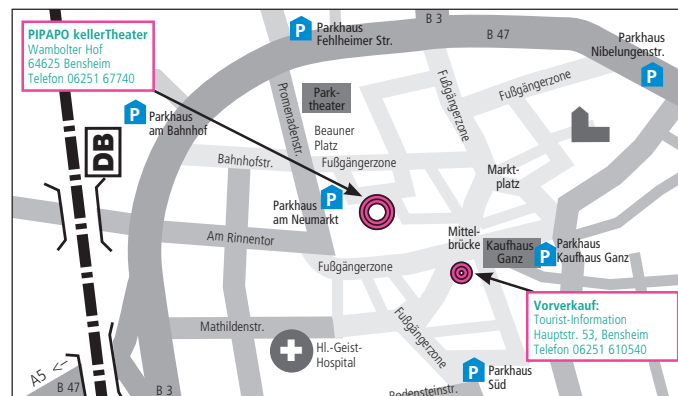 PIPAPO kellerTheater
Wambolter Hof
64625 Bensheim
Telefon 06251 67740
P
Parkhaus
Fehlheimer Str.
B 3
B 47
Parkhaus
Nibelungenstr.
P
P
Parkhaus
am Bahnhof
DB
Promenadenstr.
Park-
theater
Beauner
Platz
Fußgängerzone
Fußgängerzone
Bahnhofstr.
Fußgängerzone
Markt-
platz
Parkhaus
am Neumarkt
P
Am Rinnentor
Mittel-
brücke
Kaufhaus
Ganz
P
Parkhaus
Kaufhaus Ganz
Fußgängerzone
Vorverkauf:
Tourist-Information
Hauptstr. 53, Bensheim
Telefon 06251 610540
Mathildenstr.
Fußgängerzone
Hl.-Geist-
Hospital
P
Parkhaus
Süd
A5 <–
B 47
B 3
Rodensteinstr.